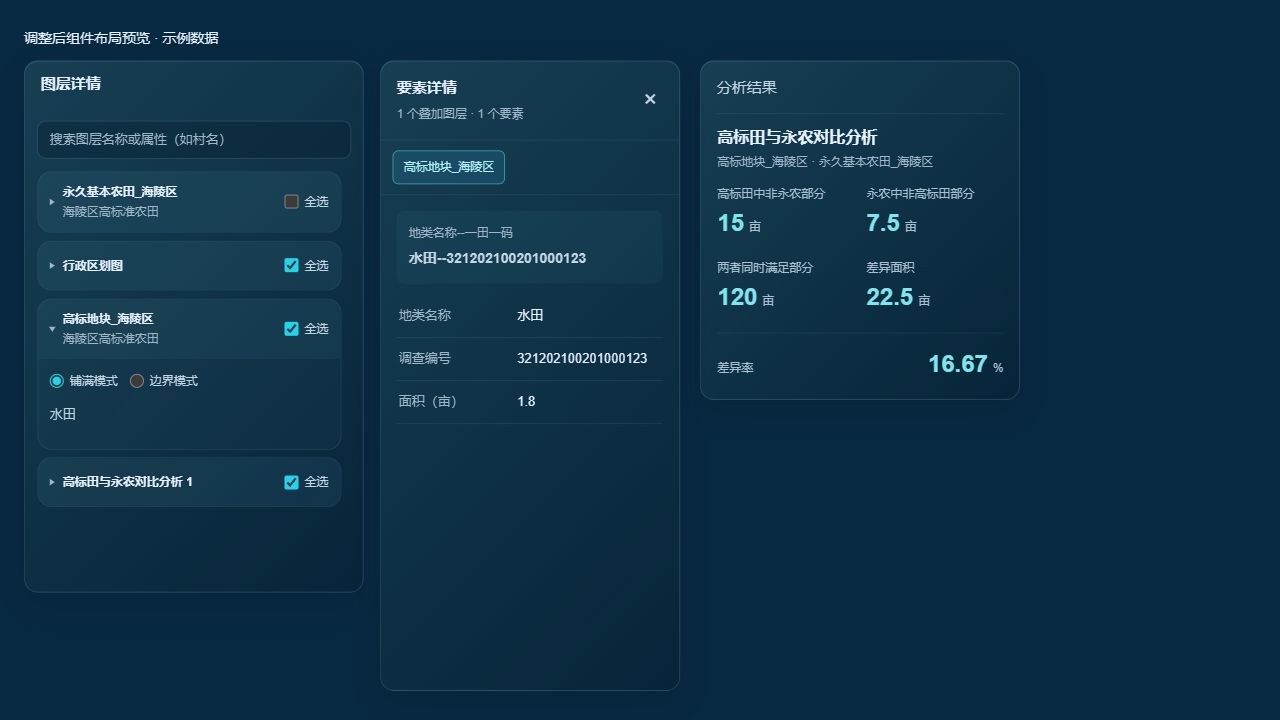 调整后组件布局预览 · 示例数据
图层详情
搜索图层名称或属性（如村名）
永久基本农田_海陵区
海陵区高标准农田
全选
行政区划图
全选
高标地块_海陵区
海陵区高标准农田
全选
铺满模式
边界模式
水田
高标田与永农对比分析 1
全选
要素详情
1 个叠加图层 · 1 个要素
×
高标地块_海陵区
地类名称--一田一码
水田--321202100201000123
地类名称 水田
调查编号 321202100201000123
面积（亩） 1.8
分析结果
高标田与永农对比分析
高标地块_海陵区 · 永久基本农田_海陵区
高标田中非永农部分 永农中非高标田部分
15 亩 7.5 亩
两者同时满足部分 差异面积
120 亩 22.5 亩
差异率 16.67 %